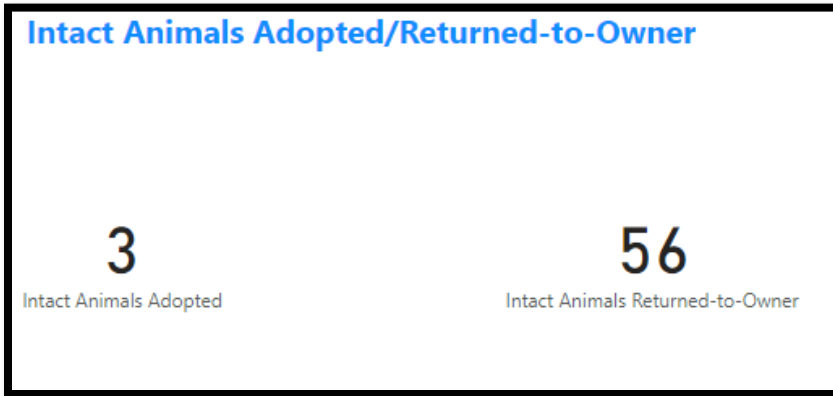 Intact Animals Adopted/Returned-to-Owner
3
56
Intact Animals Adopted
Intact Animals Returned-to-Owner